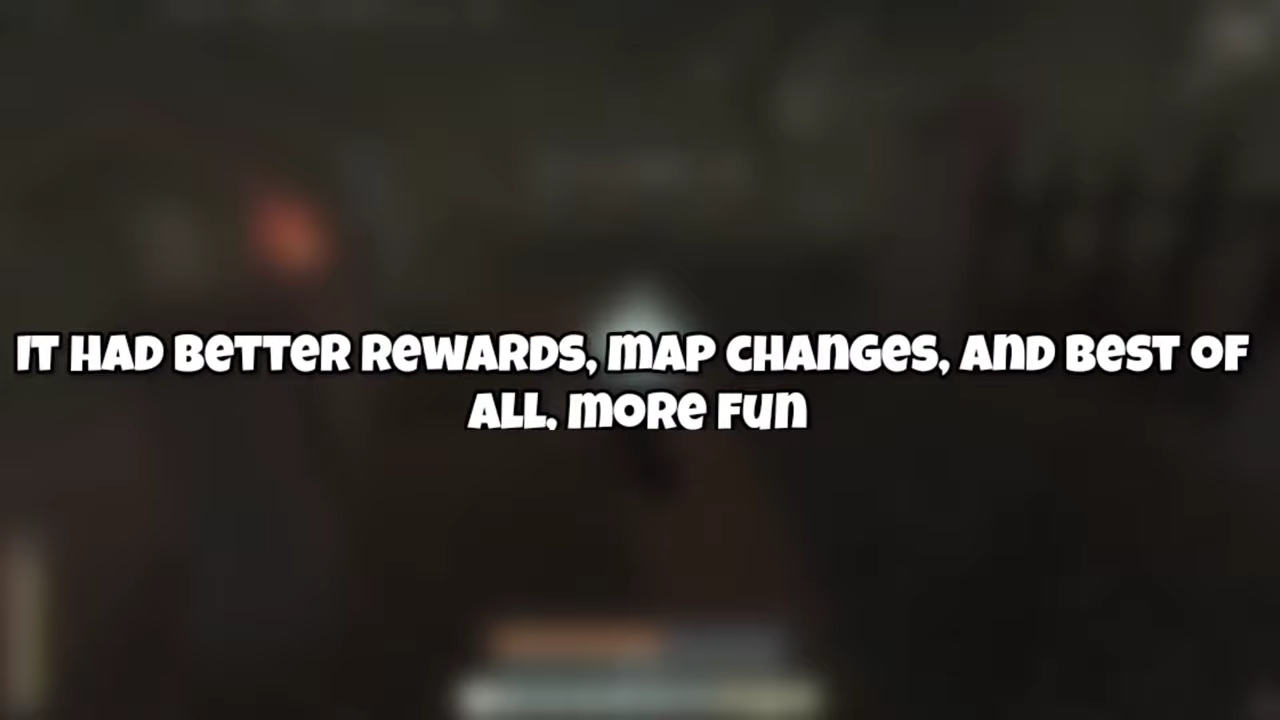 IT HAD BETTER REWARDS, MAP CHANGES, AND BEST OF
ALL, MORE FUN